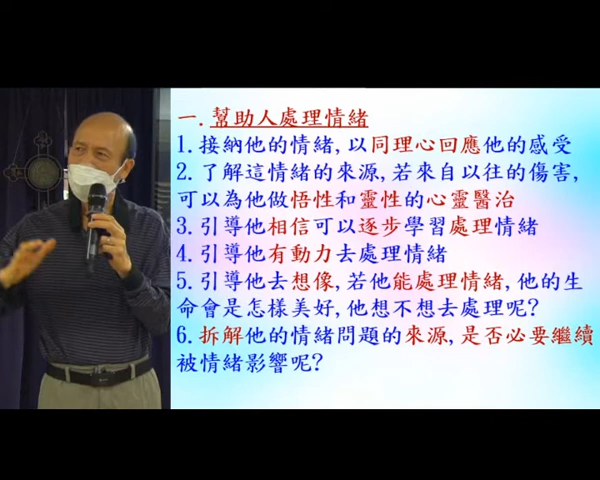 一. 幫助人處理情緒
1. 接納他的情緒, 以同理心回應他的感受
2. 了解這情緒的來源, 若來自以往的傷害,
可以為他做悟性和靈性的心靈醫治
3. 引導他相信可以逐步學習處理情緒
4. 引導他有動力去處理情緒
5. 引導他去想像, 若他能處理情緒, 他的生
命會是怎樣美好, 他想不想去處理呢?
6. 拆解他的情緒問題的來源, 是否必要繼續
被情緒影響呢?